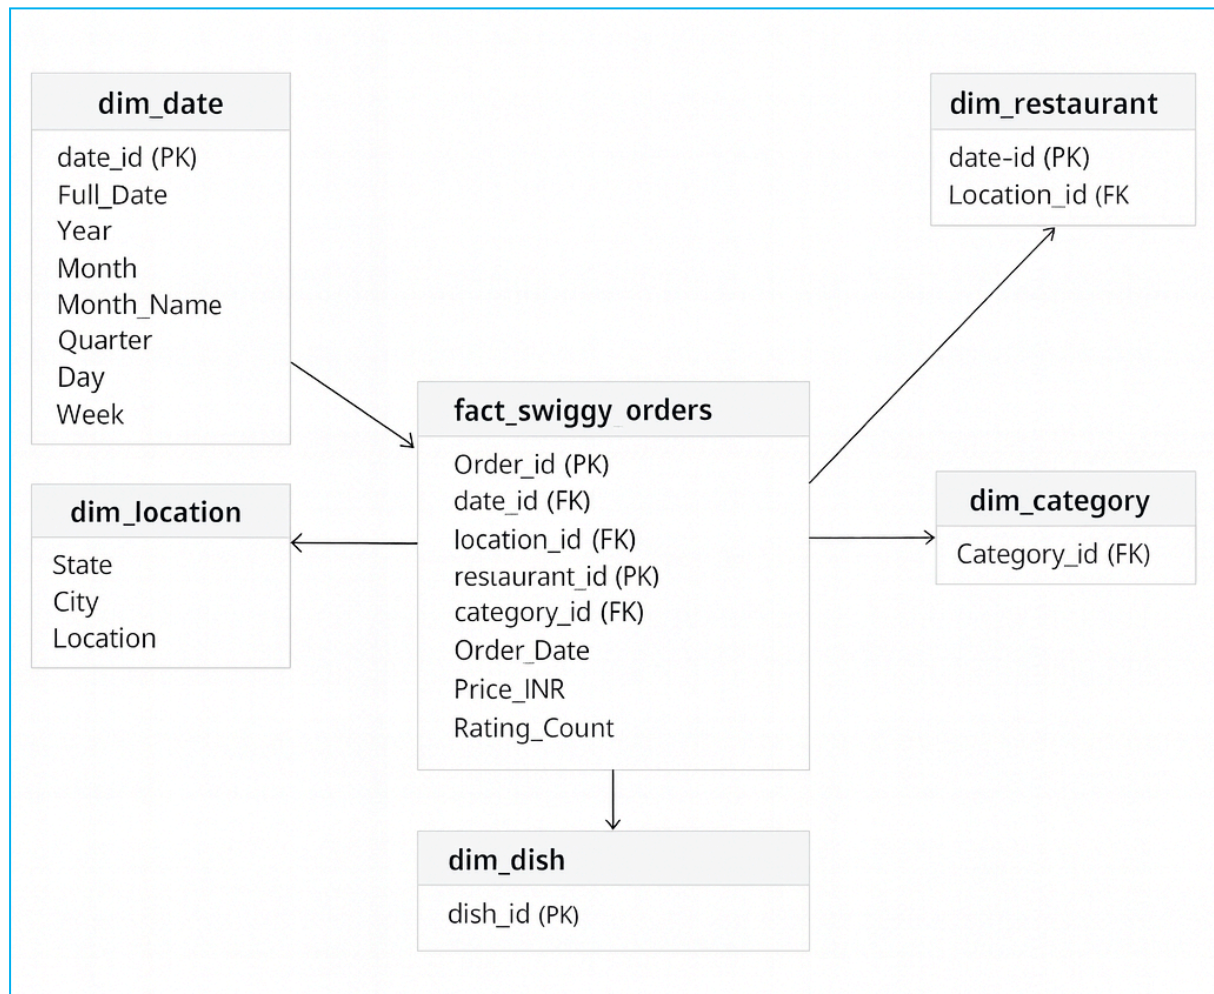 dim_date
date_id (PK)
Full_Date
Year
Month
Month_Name
Quarter
Day
Week
dim_restaurant
date-id (PK)
Location_id (FK
dim_location
State
City
Location
fact_swiggy_orders
Order_id (PK)
date_id (FK)
location_id (FK)
restaurant_id (PK)
category_id (FK)
Order_Date
Price_INR
Rating_Count
dim_category
Category_id (FK)
dim_dish
dish_id (PK)